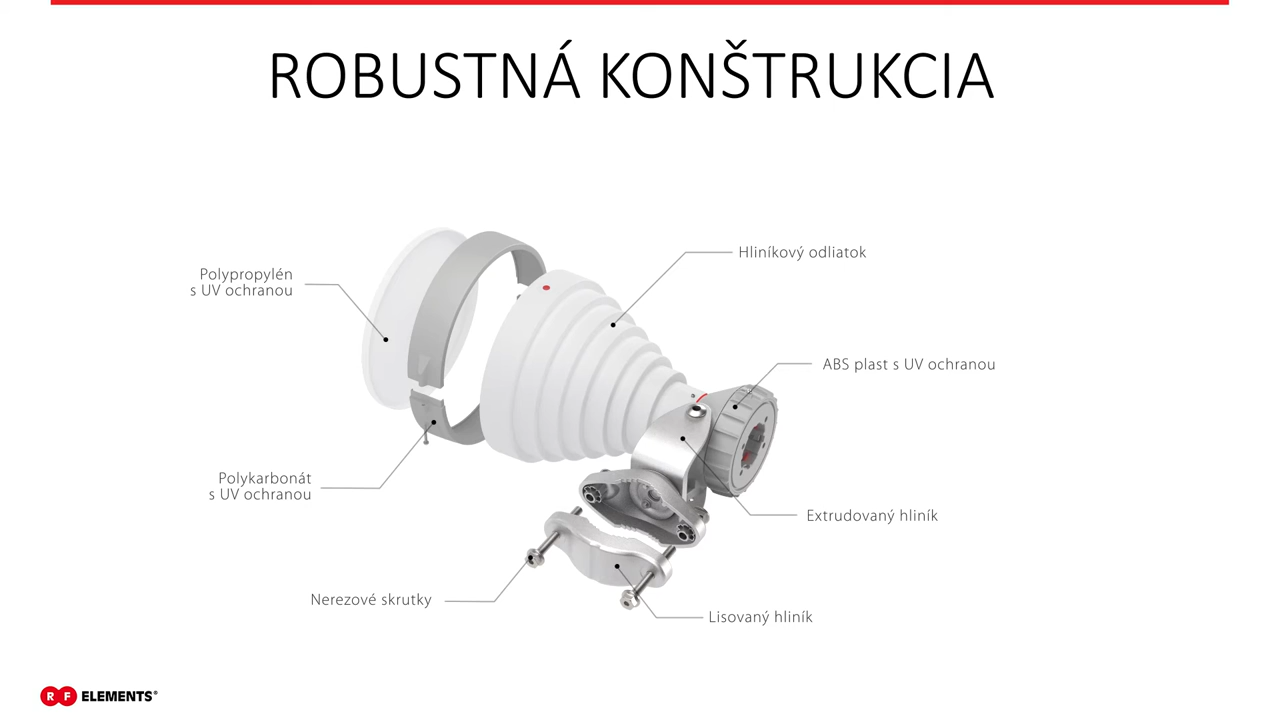 ROBUSTNÁ KONŠTRUKCIA
Hliníkový odliatok
Polypropylén
s UV ochranou
ABS plast s UV ochranou
Polykarbonát
s UV ochranou
Extrudovaný hliník
Nerezové skrutky
Lisovaný hliník
RF ELEMENTS®